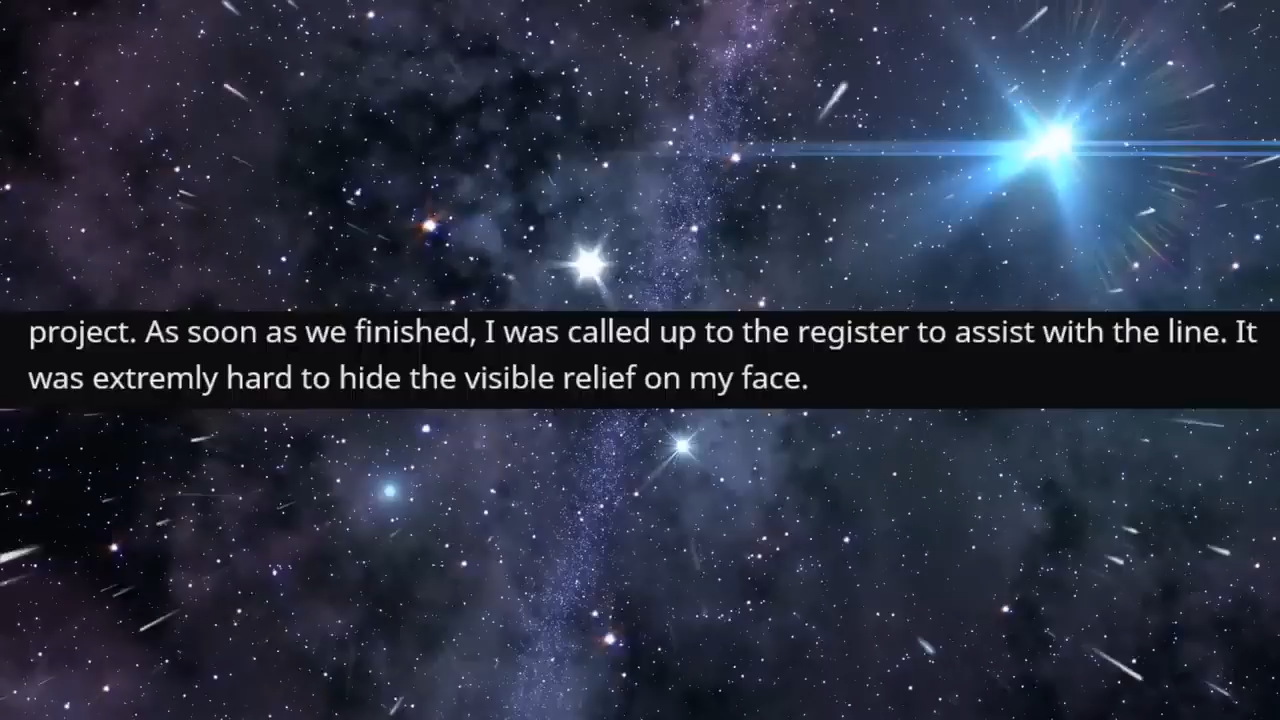 project. As soon as we finished, I was called up to the register to assist with the line. It
was extremly hard to hide the visible relief on my face.